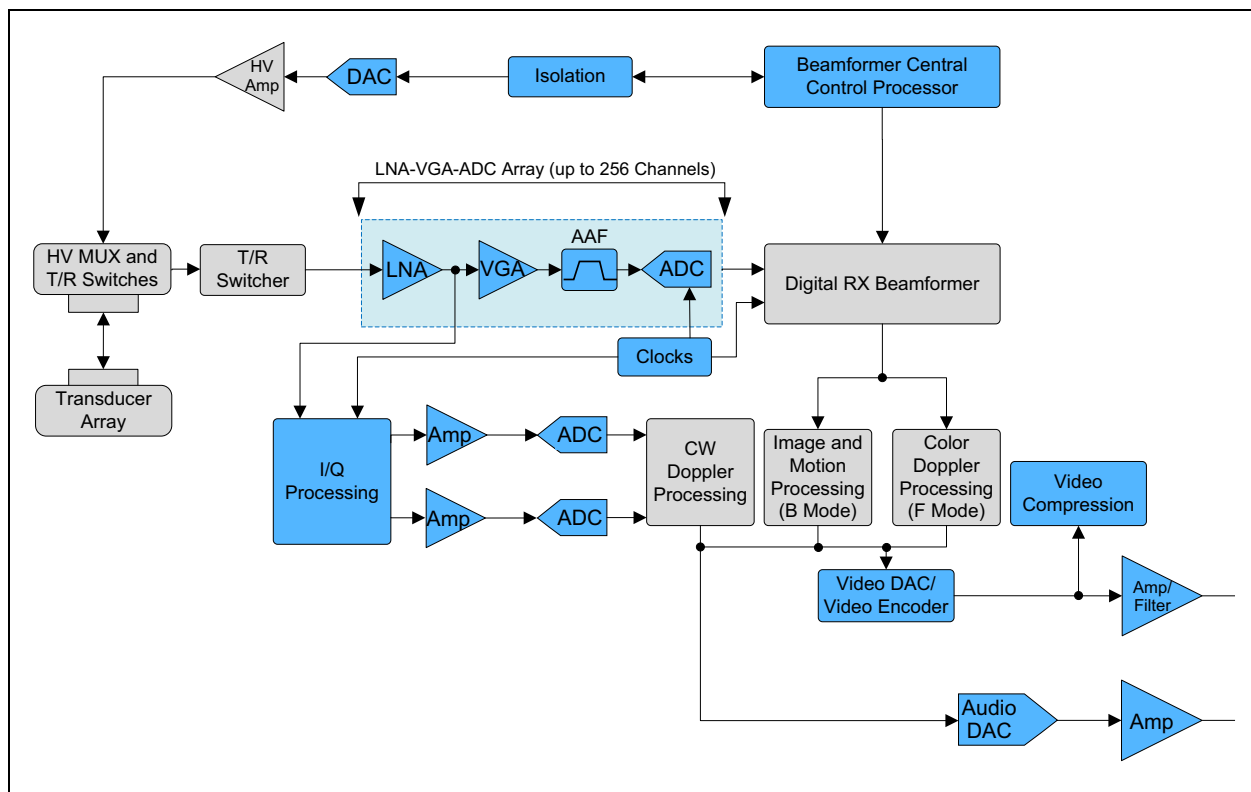 HV
Amp
DAC
Isolation
Beamformer Central
Control Processor
LNA-VGA-ADC Array (up to 256 Channels)
HV MUX and
T/R Switches
T/R
Switcher
LNA
VGA
AAF
ADC
Digital RX Beamformer
Clocks
Transducer
Array
I/Q
Processing
Amp
ADC
Amp
ADC
CW
Doppler
Processing
Image and
Motion
Processing
(B Mode)
Color
Doppler
Processing
(F Mode)
Video
Compression
Video DAC/
Video Encoder
Amp/
Filter
Audio
DAC
Amp